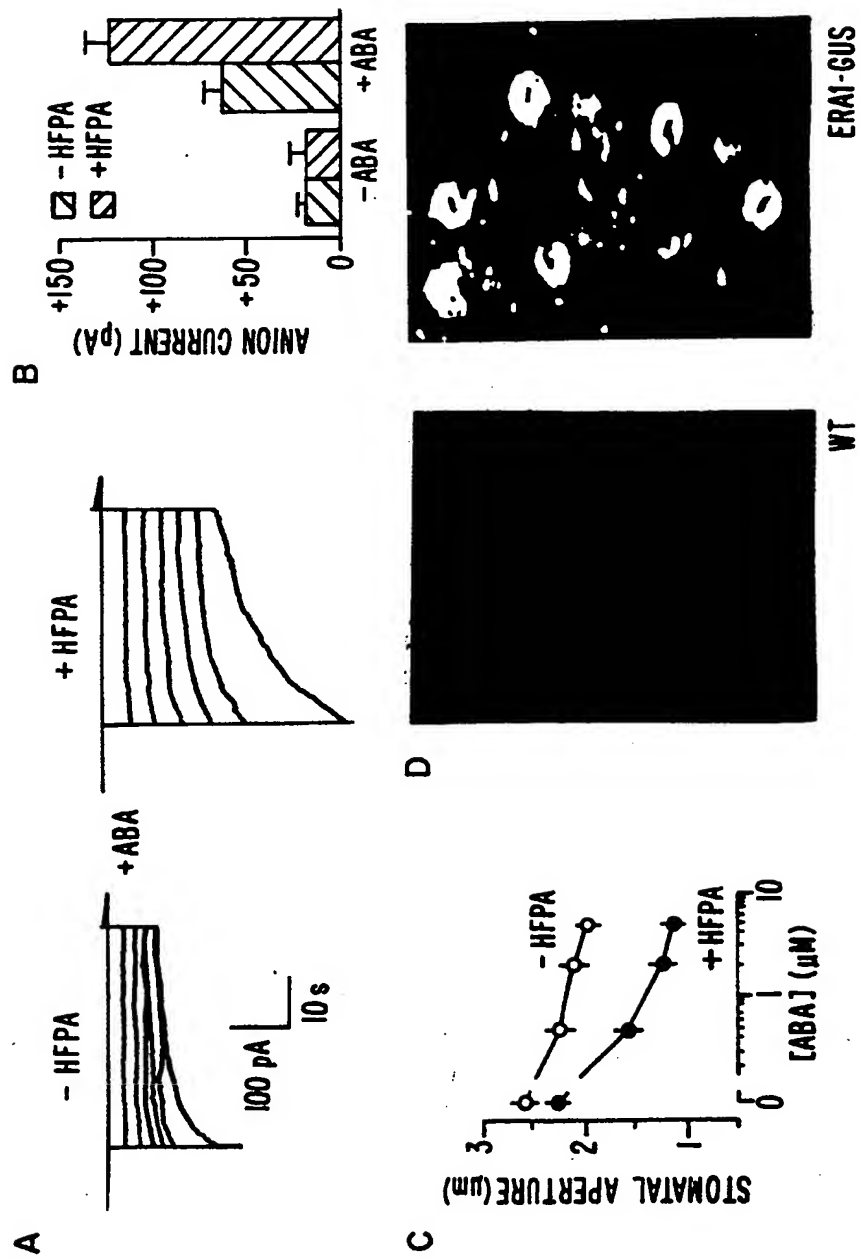 A
- HFPA
+ABA
+HFPA
100 pA
10 s
B
- HFPA
+HFPA
+150
+100
+50
0
ANION CURRENT (pA)
- ABA
+ABA
C
3
2
1
STOMATAL APERTURE (μm)
- HFPA
+HFPA
0
1
10
[ABA] (μM)
D
WT
ERA1-GUS